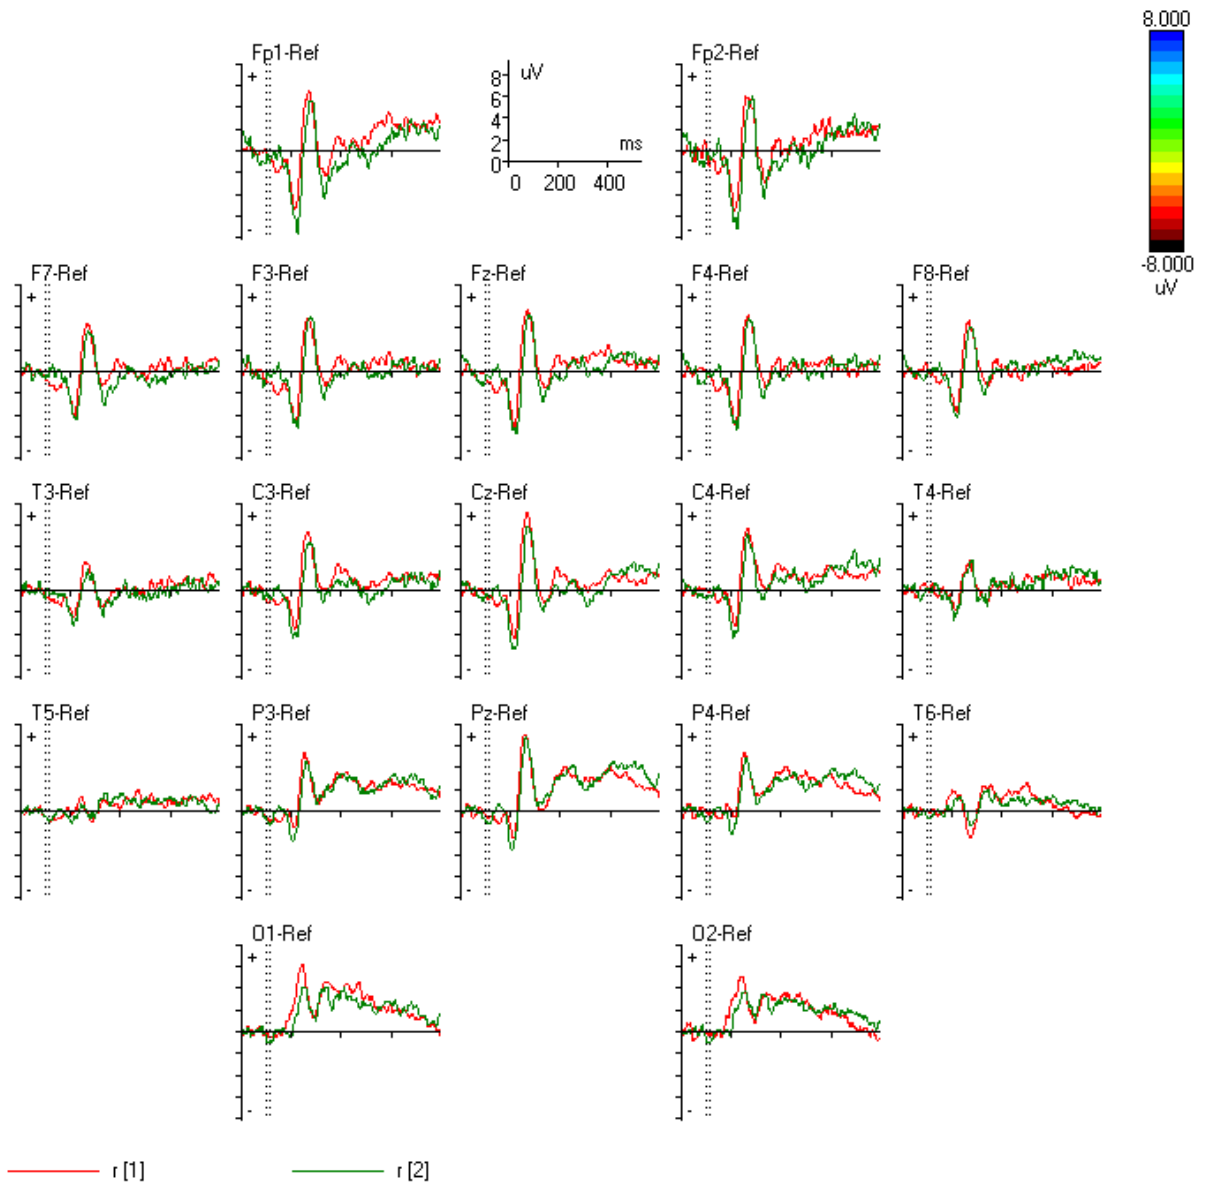 8.000
Fp1-Ref
Fp2-Ref
+
+
8
uV
6
4
2
ms
0
0 200 400
-
-
-8.000
uV
F7-Ref
F3-Ref
Fz-Ref
F4-Ref
F8-Ref
+
+
+
+
+
-
-
-
-
-
T3-Ref
C3-Ref
Cz-Ref
C4-Ref
T4-Ref
+
+
+
+
+
-
-
-
-
-
T5-Ref
P3-Ref
Pz-Ref
P4-Ref
T6-Ref
+
+
+
+
+
-
-
-
-
-
O1-Ref
O2-Ref
+
+
-
-
r [1]
r [2]